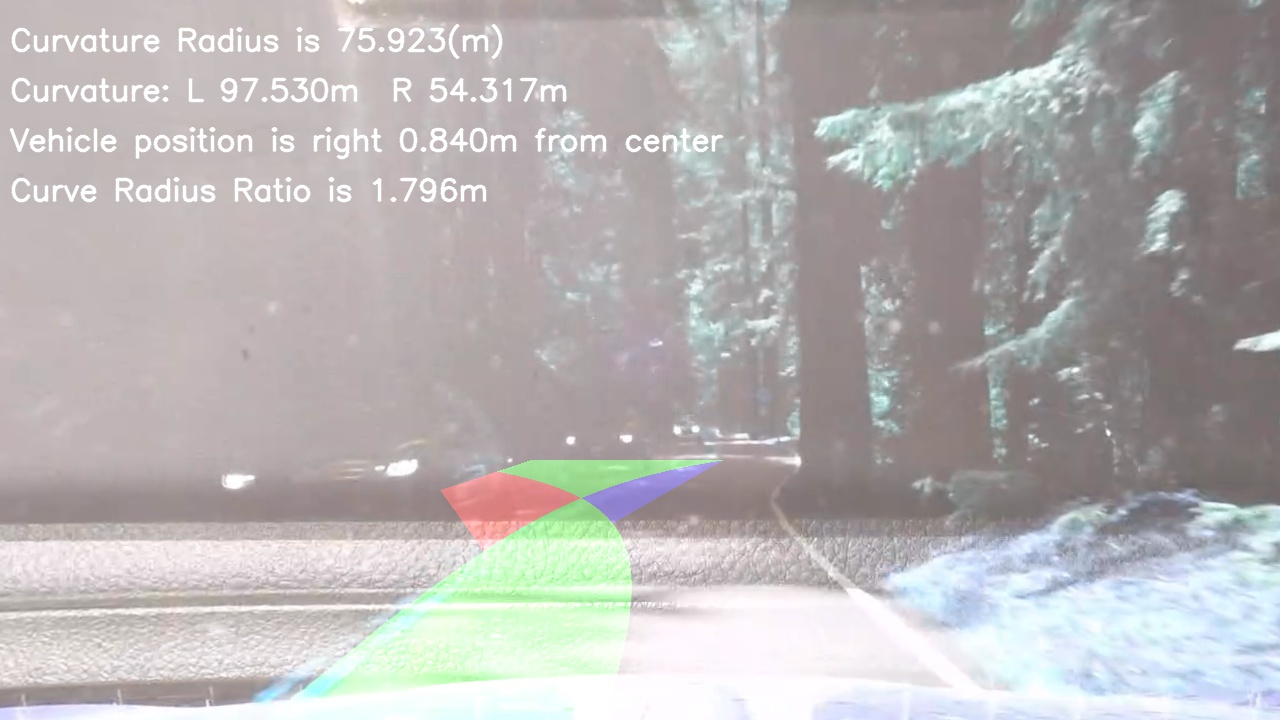 Curvature Radius is 75.923(m)
Curvature: L 97.530m R 54.317m
Vehicle position is right 0.840m from center
Curve Radius Ratio is 1.796m